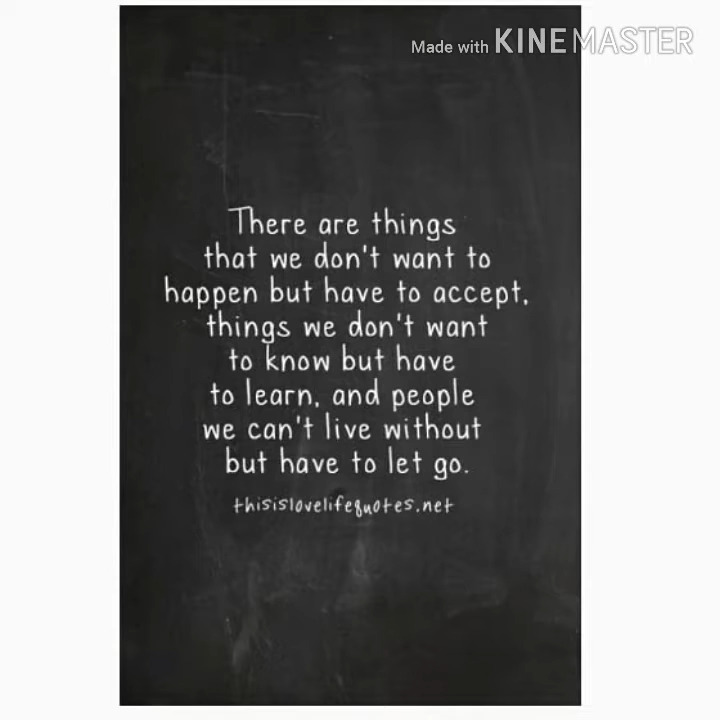 Made with KINEMASTER
There are things
that we don't want to
happen but have to accept,
things we don't want
to know but have
to learn, and people
we can't live without
but have to let go.
thisislovelifequotes.net